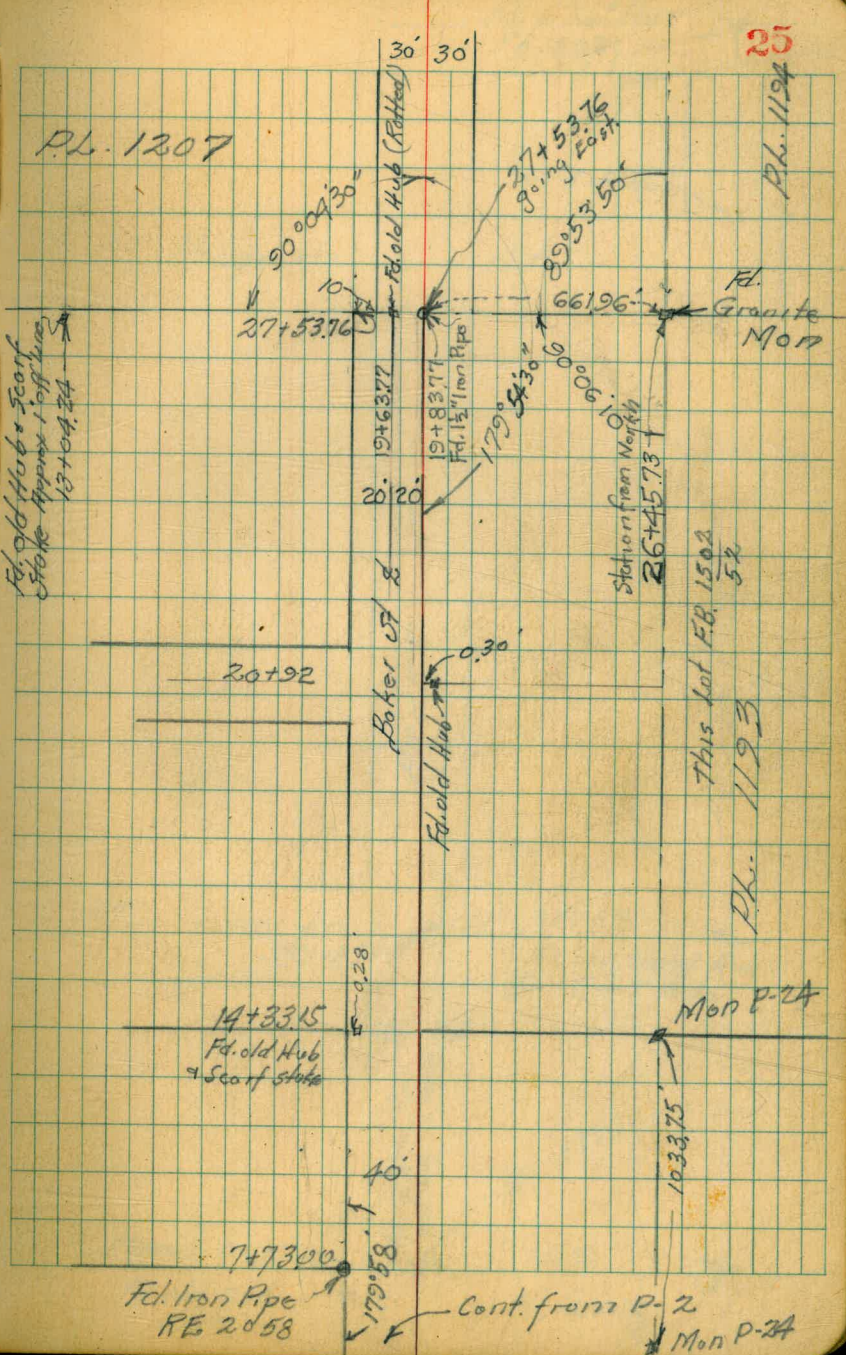 25
30' 30'
P.L. 1207
P.L. 1194
Fd. old Hub (Rotted)
27+53.76
going East.
90°04'30"
89°53'50"
10'
27+53.76
661.96'
Fd.
Granite
Mon
Fd. old Hub & Scarf
Stake Approx 1' off line
13+04.24
19+63.77
19+83.77
Fd. 1½" Iron Pipe
179° 54'30"
90° 06' 10"
Station from North
26+45.73
20' 20'
Baker St
20+92
0.30'
Fd. old Hub
This Lot F.B. 1502
52
P.L. 1193
0.28'
14+33.15
Fd. old Hub
& Scarf stake
Mon P-24
1033.75'
40'
7+73.00
179°58'
Fd. Iron Pipe
RE 2058
Cont. from P-2
Mon P-24